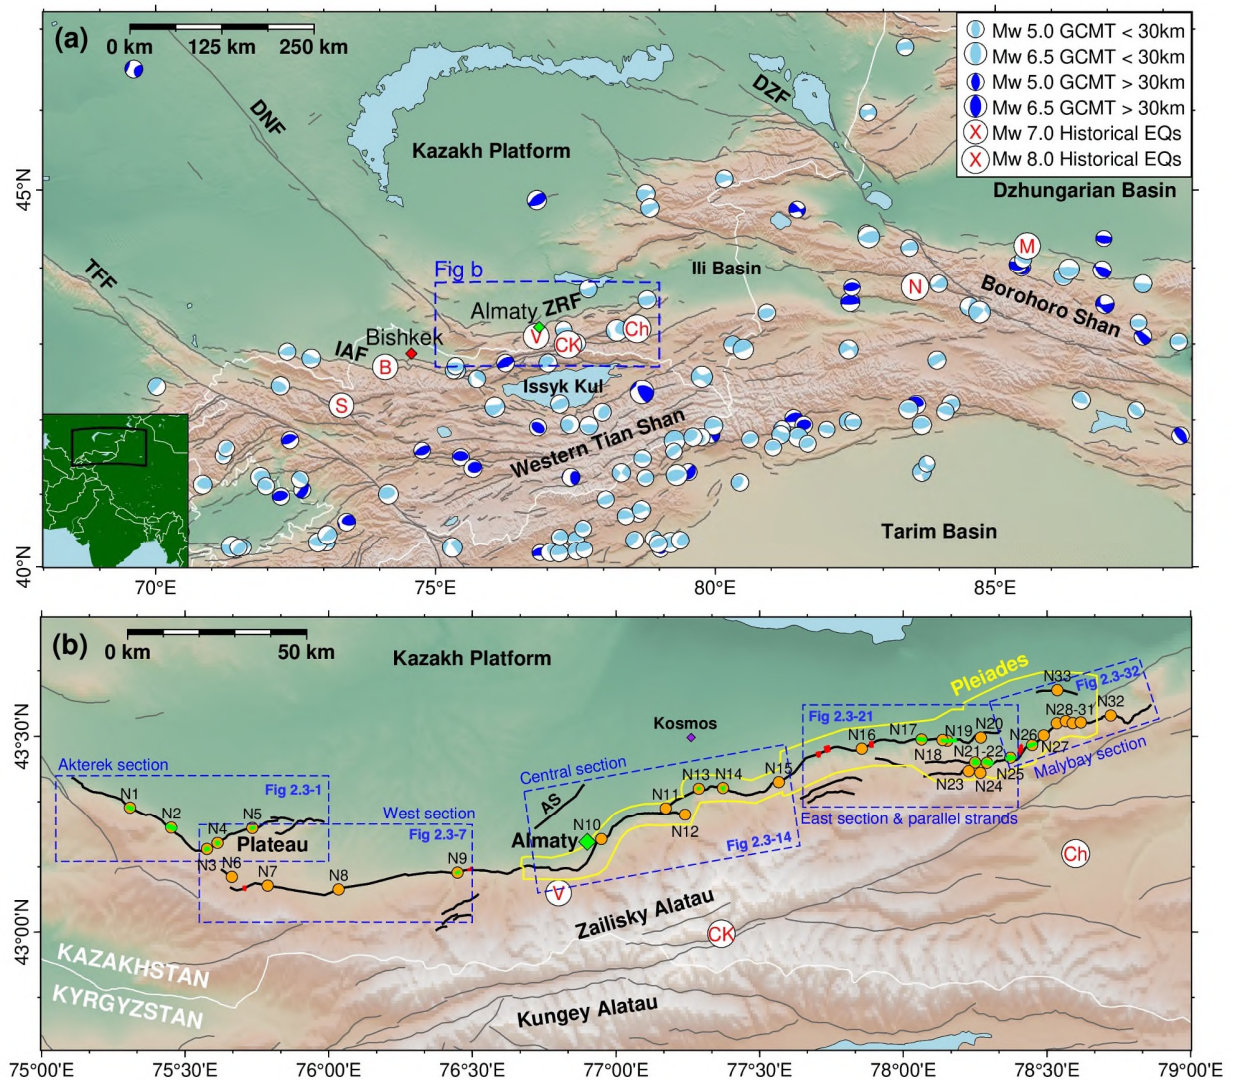 (a)
0 km 125 km 250 km
Mw 5.0 GCMT < 30km
Mw 6.5 GCMT < 30km
Mw 5.0 GCMT > 30km
Mw 6.5 GCMT > 30km
X Mw 7.0 Historical EQs
X Mw 8.0 Historical EQs
DNF
DZF
Kazakh Platform
45°N
Dzhungarian Basin
TFF
Fig b
Ili Basin
M
N
Borohoro Shan
Almaty
ZRF
Bishkek
V
CK
Ch
IAF
B
S
Issyk Kul
Western Tian Shan
Tarim Basin
40°N
70°E 75°E 80°E 85°E
(b)
0 km 50 km
Kazakh Platform
Pleiades
N33
Fig 2.3-32
Fig 2.3-21
N28-31
N32
Kosmos
N16
N17
N19
N20
N26
N27
43°30'N
Akterek section
N18
N21-22
N25
Malybay section
Central section
N15
N23
N24
N1
Fig 2.3-1
N13
N14
AS
N11
N2
N5
West section
N12
East section & parallel strands
N4
Fig 2.3-7
N10
Almaty
Fig 2.3-14
Plateau
N3
N6
N7
N8
N9
V
Ch
Zailisky Alatau
43°00'N
CK
KAZAKHSTAN
KYRGYZSTAN
Kungey Alatau
75°00'E 75°30'E 76°00'E 76°30'E 77°00'E 77°30'E 78°00'E 78°30'E 79°00'E